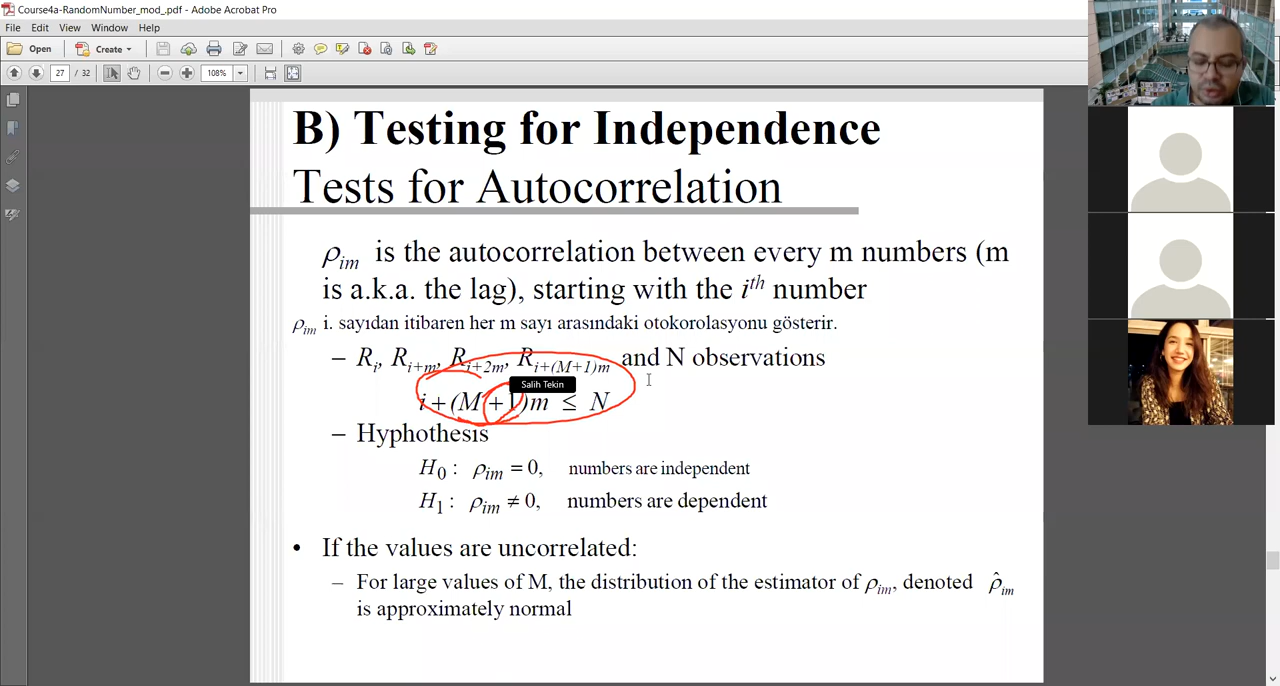 Course4a-RandomNumber_mod_.pdf - Adobe Acrobat Pro
File Edit View Window Help
Open Create
27 / 32 108%
B) Testing for Independence
Tests for Autocorrelation
ρim is the autocorrelation between every m numbers (m
is a.k.a. the lag), starting with the ith number
ρim i. sayıdan itibaren her m sayı arasındaki otokorolasyonu gösterir.
– Ri, Ri+m, Ri+2m, Ri+(M+1)m and N observations
Salih Tekin
i + (M +1)m ≤ N
– Hyphothesis
H0 : ρim = 0, numbers are independent
H1 : ρim ≠ 0, numbers are dependent
• If the values are uncorrelated:
– For large values of M, the distribution of the estimator of ρim, denoted ρ̂im
is approximately normal